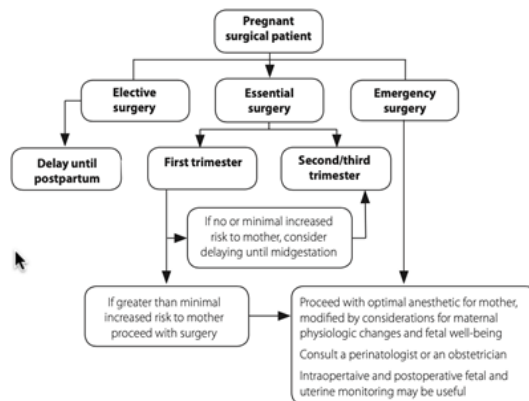 Pregnant
surgical patient
Elective
surgery
Essential
surgery
Emergency
surgery
Delay until
postpartum
First trimester
Second/third
trimester
If no or minimal increased
risk to mother, consider
delaying until midgestation
If greater than minimal
increased risk to mother
proceed with surgery
Proceed with optimal anesthetic for mother,
modified by considerations for maternal
physiologic changes and fetal well-being
Consult a perinatologist or an obstetrician
Intraopertaive and postoperative fetal and
uterine monitoring may be useful